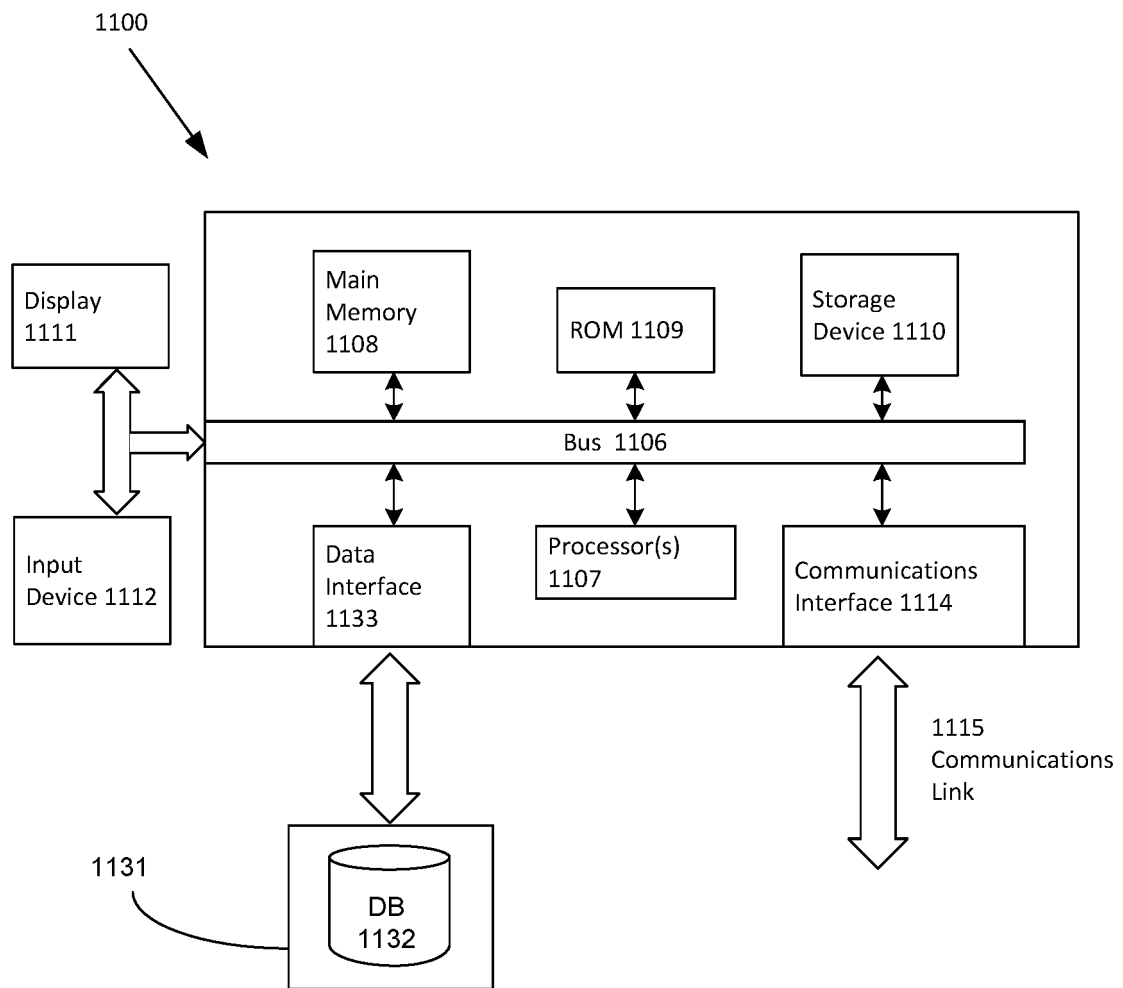 1100
Display
1111
Main
Memory
1108
ROM 1109
Storage
Device 1110
Bus  1106
Input
Device 1112
Data
Interface
1133
Processor(s)
1107
Communications
Interface 1114
1115
Communications
Link
1131
DB
1132